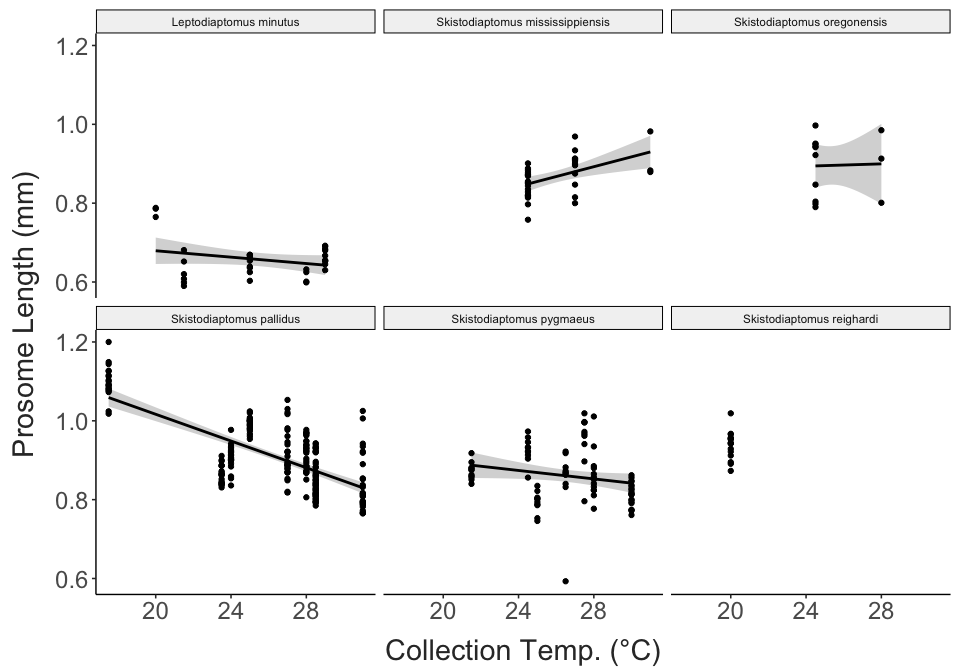 Leptodiaptomus minutus
Skistodiaptomus mississippiensis
Skistodiaptomus oregonensis
1.2
1.0
0.8
0.6
Skistodiaptomus pallidus
Skistodiaptomus pygmaeus
Skistodiaptomus reighardi
1.2
1.0
0.8
0.6
20 24 28 20 24 28 20 24 28
Collection Temp. (°C)
Prosome Length (mm)